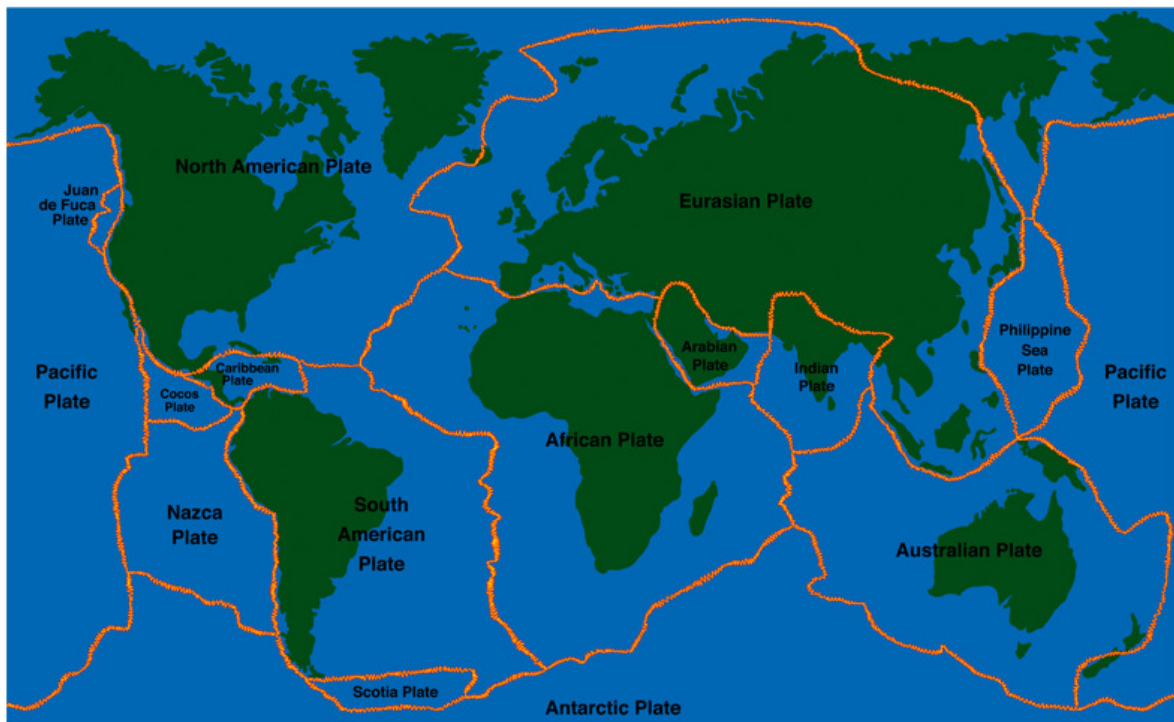 North American Plate
Juan
de Fuca
Plate
Eurasian Plate
Philippine
Sea
Plate
Arabian
Plate
Indian
Plate
Caribbean
Plate
Cocos
Plate
Pacific
Plate
Pacific
Plate
African Plate
Nazca
Plate
South
American
Plate
Australian Plate
Scotia Plate
Antarctic Plate